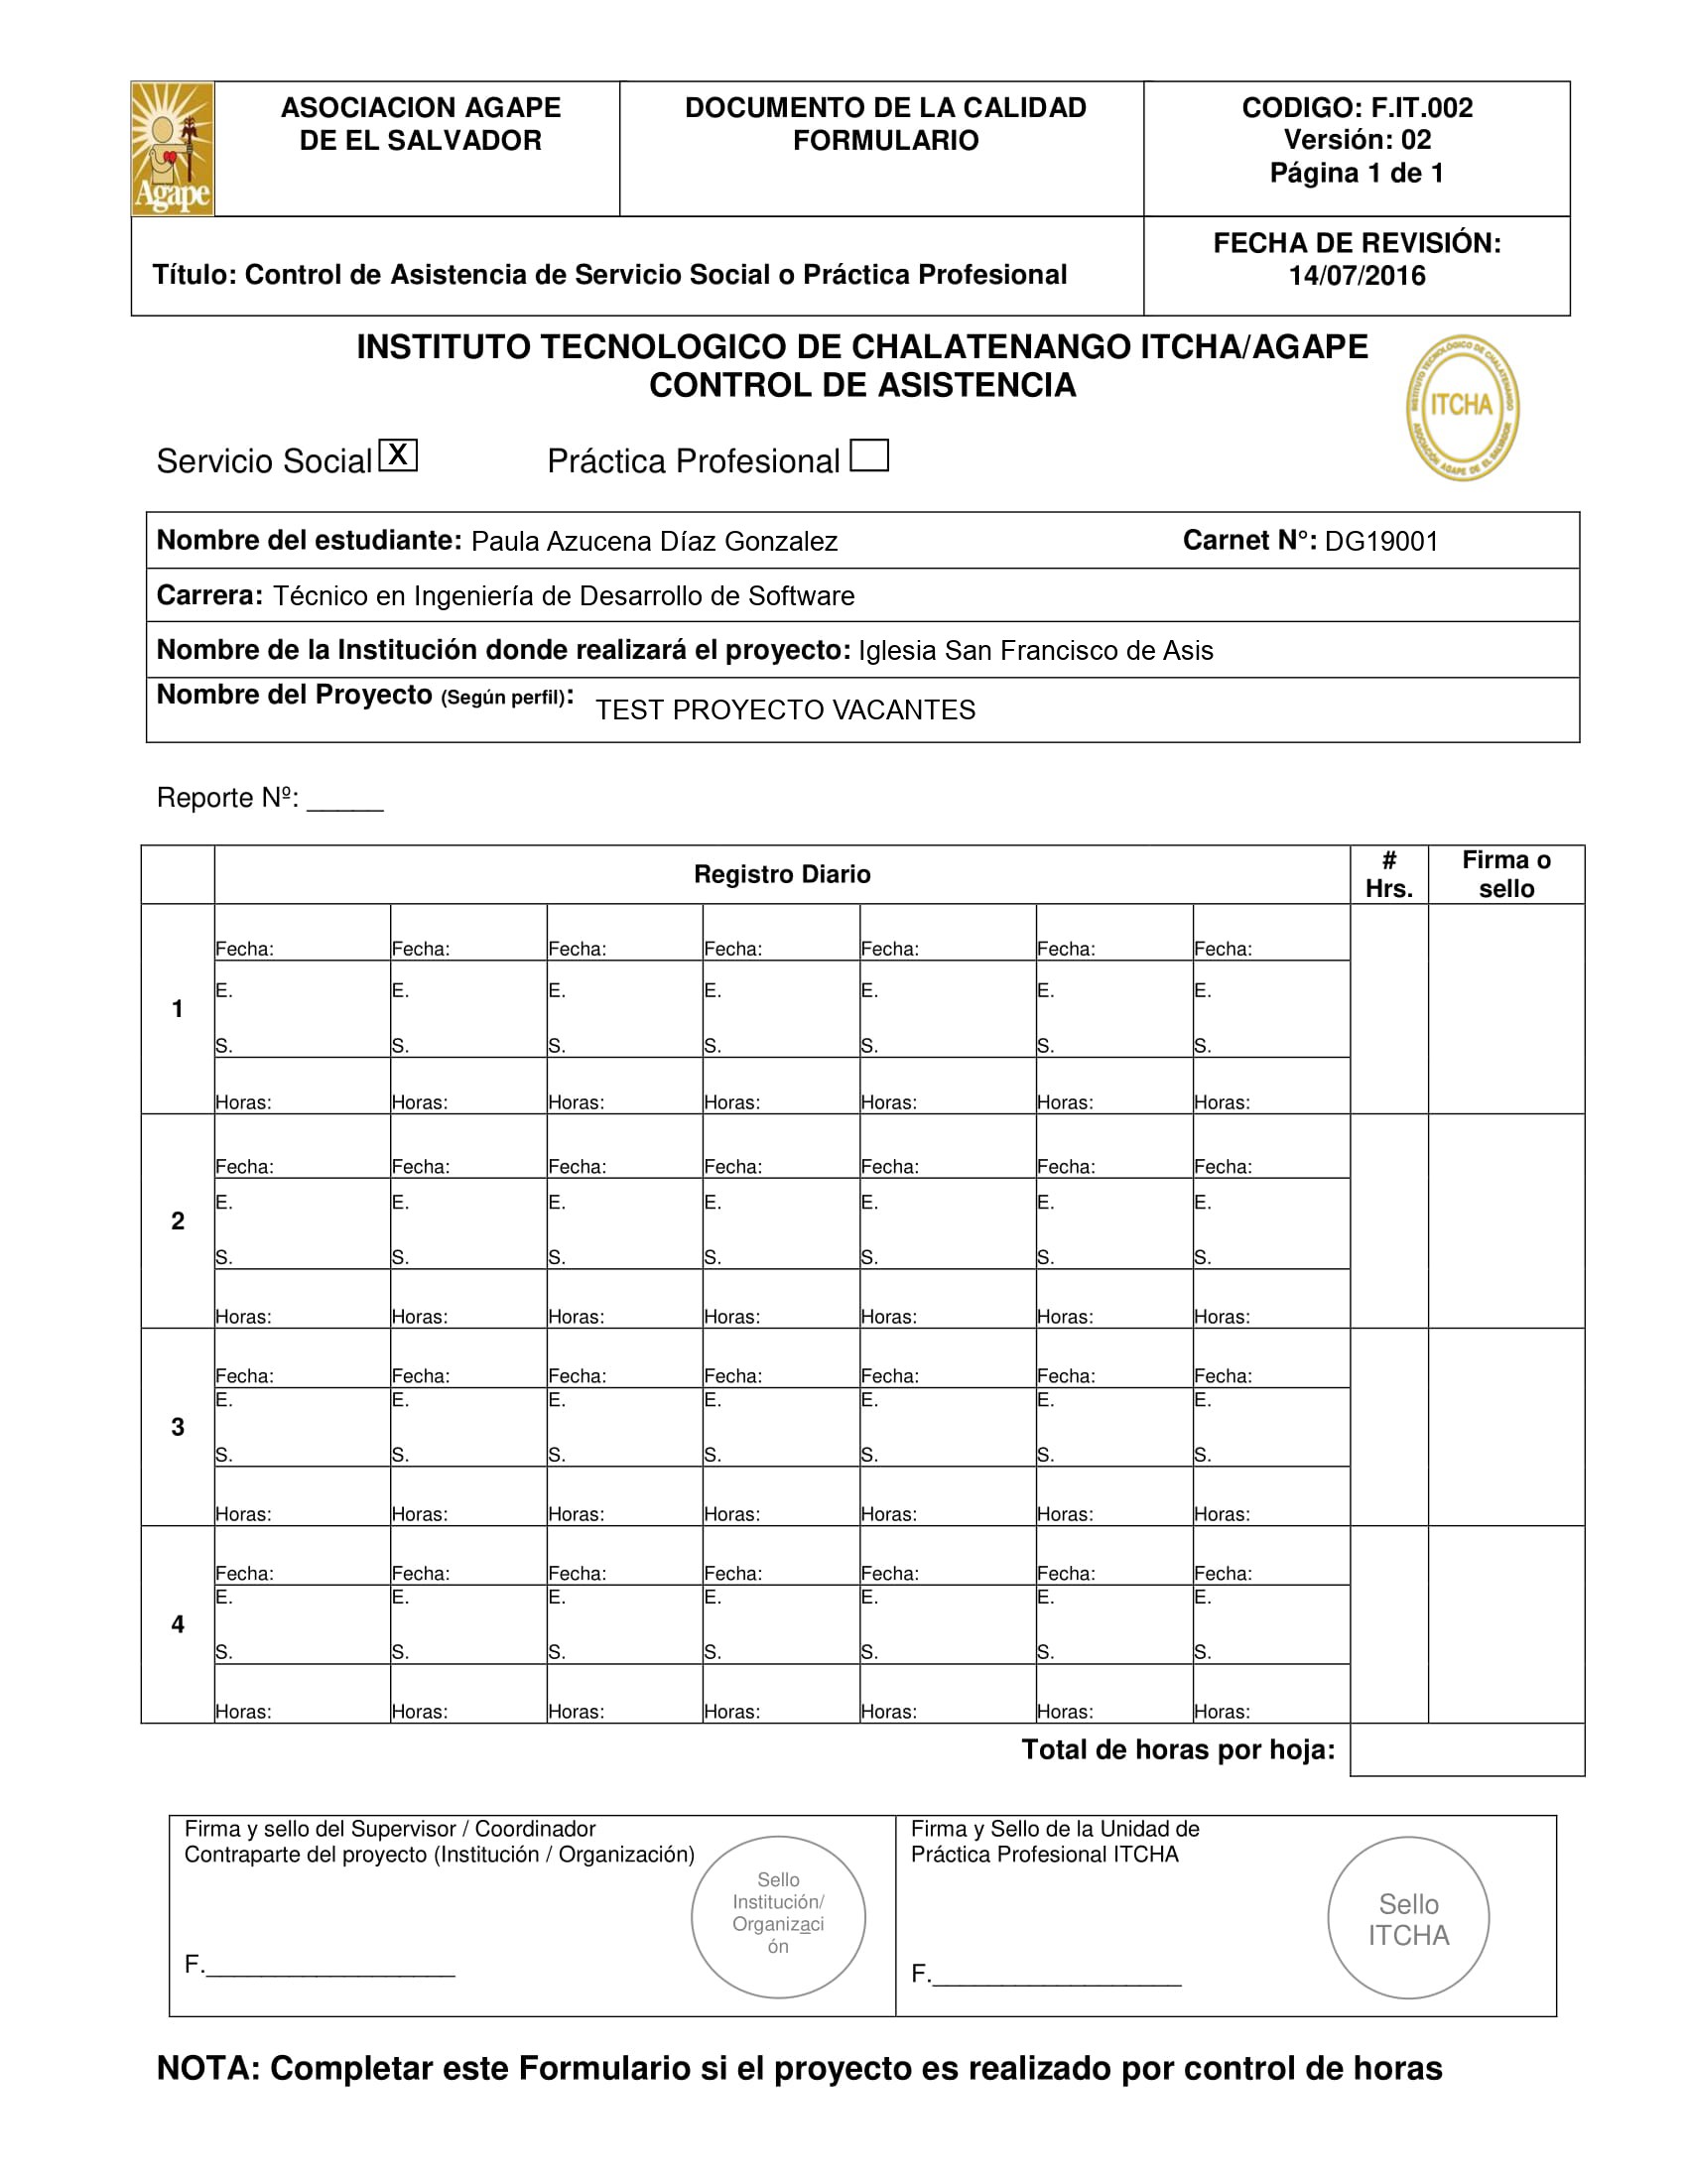 Agape
ASOCIACION AGAPE
DE EL SALVADOR
DOCUMENTO DE LA CALIDAD
FORMULARIO
CODIGO: F.IT.002
Versión: 02
Página 1 de 1
Título: Control de Asistencia de Servicio Social o Práctica Profesional
FECHA DE REVISIÓN:
14/07/2016
INSTITUTO TECNOLOGICO DE CHALATENANGO ITCHA/AGAPE
CONTROL DE ASISTENCIA
INSTITUTO TECNOLÓGICO DE CHALATENANGO
ITCHA
ASOCIACIÓN AGAPE DE EL SALVADOR
Servicio Social X Práctica Profesional
Nombre del estudiante: Paula Azucena Díaz Gonzalez Carnet N°: DG19001
Carrera: Técnico en Ingeniería de Desarrollo de Software
Nombre de la Institución donde realizará el proyecto: Iglesia San Francisco de Asis
Nombre del Proyecto (Según perfil): TEST PROYECTO VACANTES
Reporte Nº: _____
Registro Diario # Hrs. Firma o sello
1
Fecha: Fecha: Fecha: Fecha: Fecha: Fecha: Fecha:
E. E. E. E. E. E. E.
S. S. S. S. S. S. S.
Horas: Horas: Horas: Horas: Horas: Horas: Horas:
2
Fecha: Fecha: Fecha: Fecha: Fecha: Fecha: Fecha:
E. E. E. E. E. E. E.
S. S. S. S. S. S. S.
Horas: Horas: Horas: Horas: Horas: Horas: Horas:
3
Fecha: Fecha: Fecha: Fecha: Fecha: Fecha: Fecha:
E. E. E. E. E. E. E.
S. S. S. S. S. S. S.
Horas: Horas: Horas: Horas: Horas: Horas: Horas:
4
Fecha: Fecha: Fecha: Fecha: Fecha: Fecha: Fecha:
E. E. E. E. E. E. E.
S. S. S. S. S. S. S.
Horas: Horas: Horas: Horas: Horas: Horas: Horas:
Total de horas por hoja:
Firma y sello del Supervisor / Coordinador
Contraparte del proyecto (Institución / Organización)
Sello
Institución/
Organizaci
ón
F.__________________
Firma y Sello de la Unidad de
Práctica Profesional ITCHA
Sello
ITCHA
F.__________________
NOTA: Completar este Formulario si el proyecto es realizado por control de horas